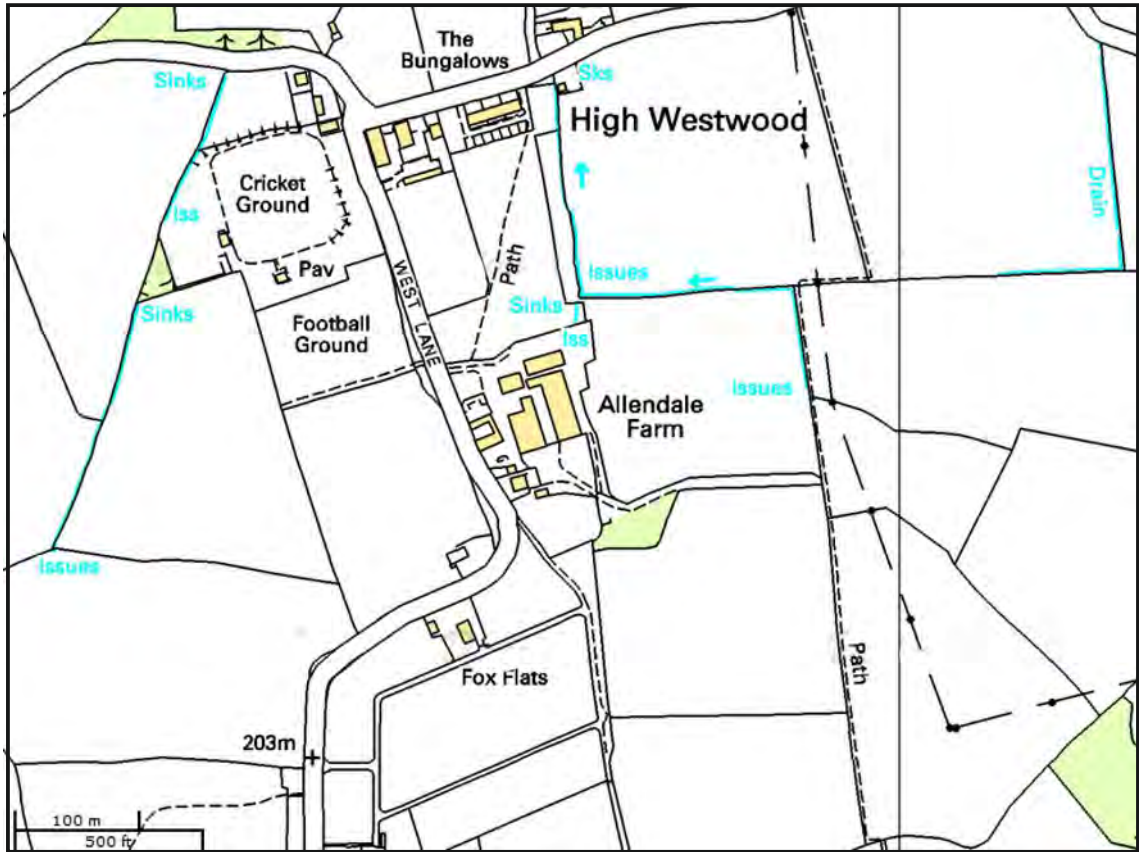 The
Bungalows
Sinks
Sks
High Westwood
Cricket
Ground
Drain
Iss
Pav
Path
Issues
WEST LANE
Sinks
Sinks
Football
Ground
Iss
Issues
Allendale
Farm
L
G
Issues
Path
Fox Flats
203m
100 m
500 ft